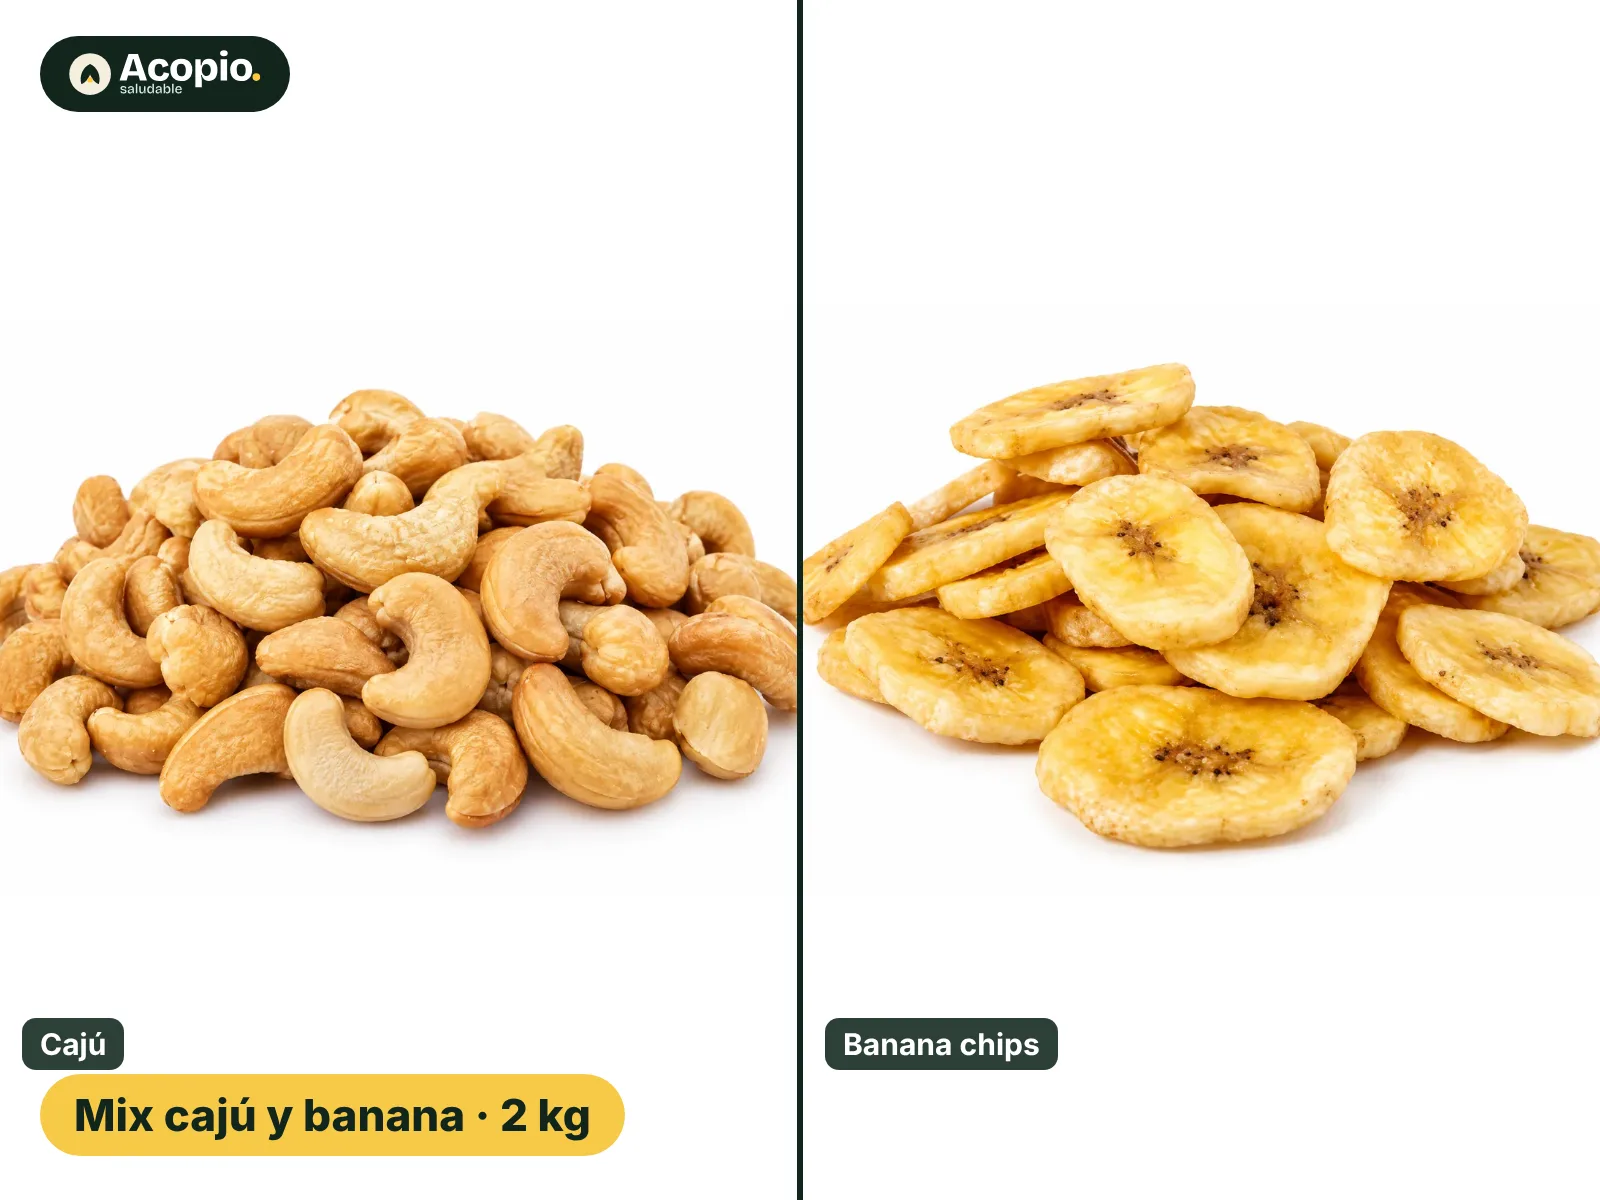 Acopio.
saludable
Cajú
Banana chips
Mix cajú y banana · 2 kg